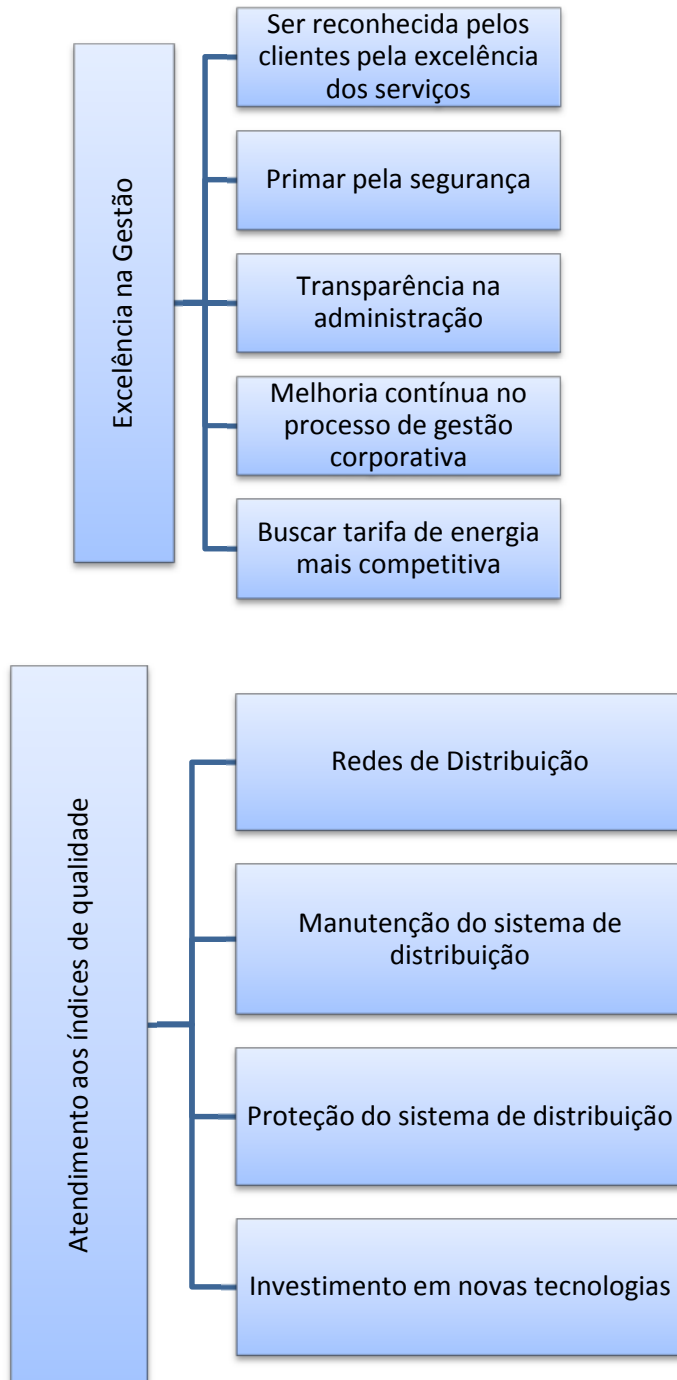 Excelência na Gestão
Ser reconhecida pelos
clientes pela excelência
dos serviços
Primar pela segurança
Transparência na
administração
Melhoria contínua no
processo de gestão
corporativa
Buscar tarifa de energia
mais competitiva
Atendimento aos índices de qualidade
Redes de Distribuição
Manutenção do sistema de
distribuição
Proteção do sistema de distribuição
Investimento em novas tecnologias